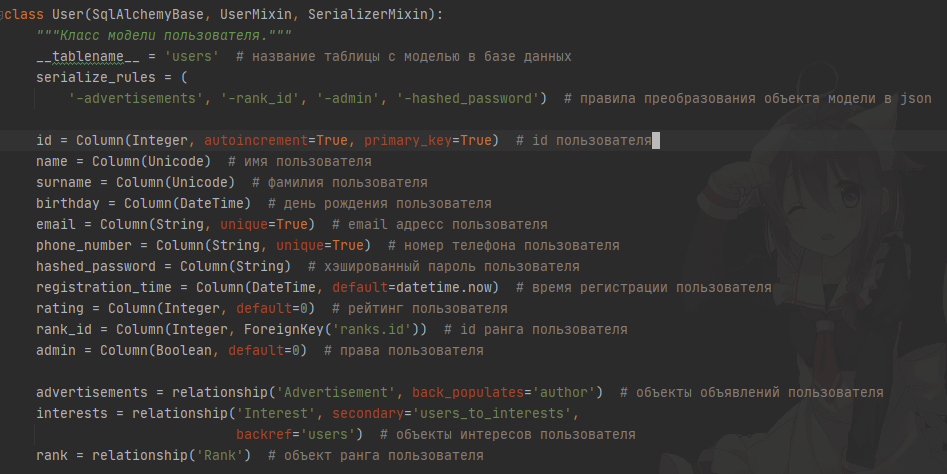 class User(SqlAlchemyBase, UserMixin, SerializerMixin):
"""Класс модели пользователя."""
__tablename__ = 'users'  # название таблицы с моделью в базе данных
serialize_rules = (
'-advertisements', '-rank_id', '-admin', '-hashed_password')  # правила преобразования объекта модели в json
id = Column(Integer, autoincrement=True, primary_key=True)  # id пользователя
name = Column(Unicode)  # имя пользователя
surname = Column(Unicode)  # фамилия пользователя
birthday = Column(DateTime)  # день рождения пользователя
email = Column(String, unique=True)  # email адресс пользователя
phone_number = Column(String, unique=True)  # номер телефона пользователя
hashed_password = Column(String)  # хэшированный пароль пользователя
registration_time = Column(DateTime, default=datetime.now)  # время регистрации пользователя
rating = Column(Integer, default=0)  # рейтинг пользователя
rank_id = Column(Integer, ForeignKey('ranks.id'))  # id ранга пользователя
admin = Column(Boolean, default=0)  # права пользователя
advertisements = relationship('Advertisement', back_populates='author')  # объекты объявлений пользователя
interests = relationship('Interest', secondary='users_to_interests',
backref='users')  # объекты интересов пользователя
rank = relationship('Rank')  # объект ранга пользователя